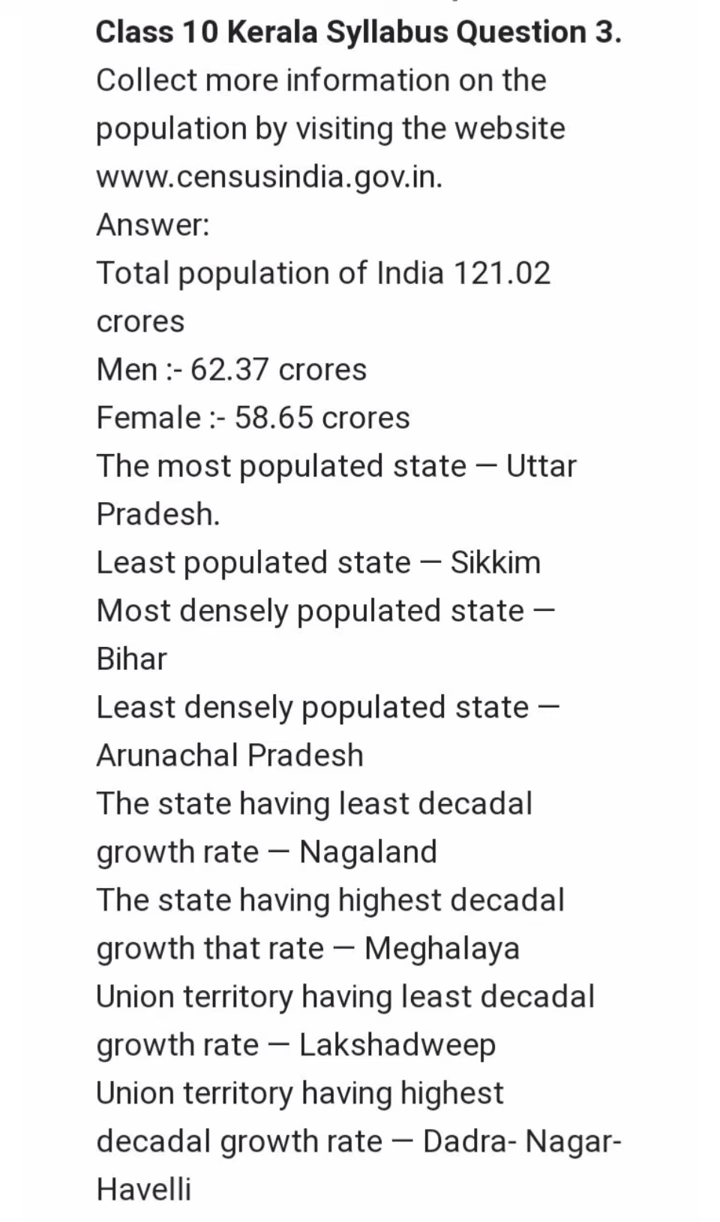 Class 10 Kerala Syllabus Question 3.
Collect more information on the
population by visiting the website
www.censusindia.gov.in.
Answer:
Total population of India 121.02
crores
Men :- 62.37 crores
Female :- 58.65 crores
The most populated state – Uttar
Pradesh.
Least populated state – Sikkim
Most densely populated state –
Bihar
Least densely populated state –
Arunachal Pradesh
The state having least decadal
growth rate – Nagaland
The state having highest decadal
growth that rate – Meghalaya
Union territory having least decadal
growth rate – Lakshadweep
Union territory having highest
decadal growth rate – Dadra- Nagar-
Havelli